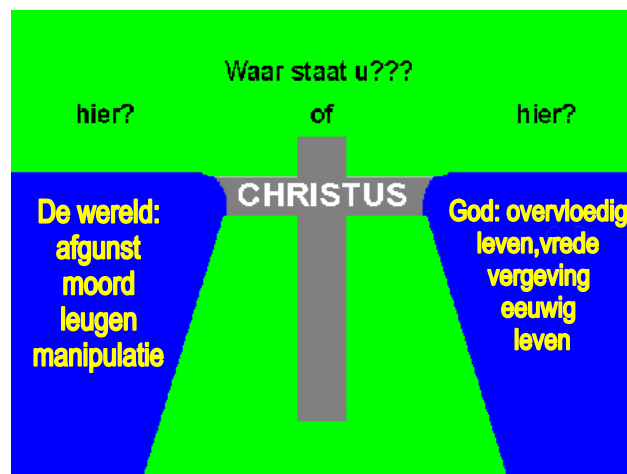 Waar staat u???
hier? of hier?
CHRISTUS
De wereld:
afgunst
moord
leugen
manipulatie
God: overvloedig
leven,vrede
vergeving
eeuwig
leven